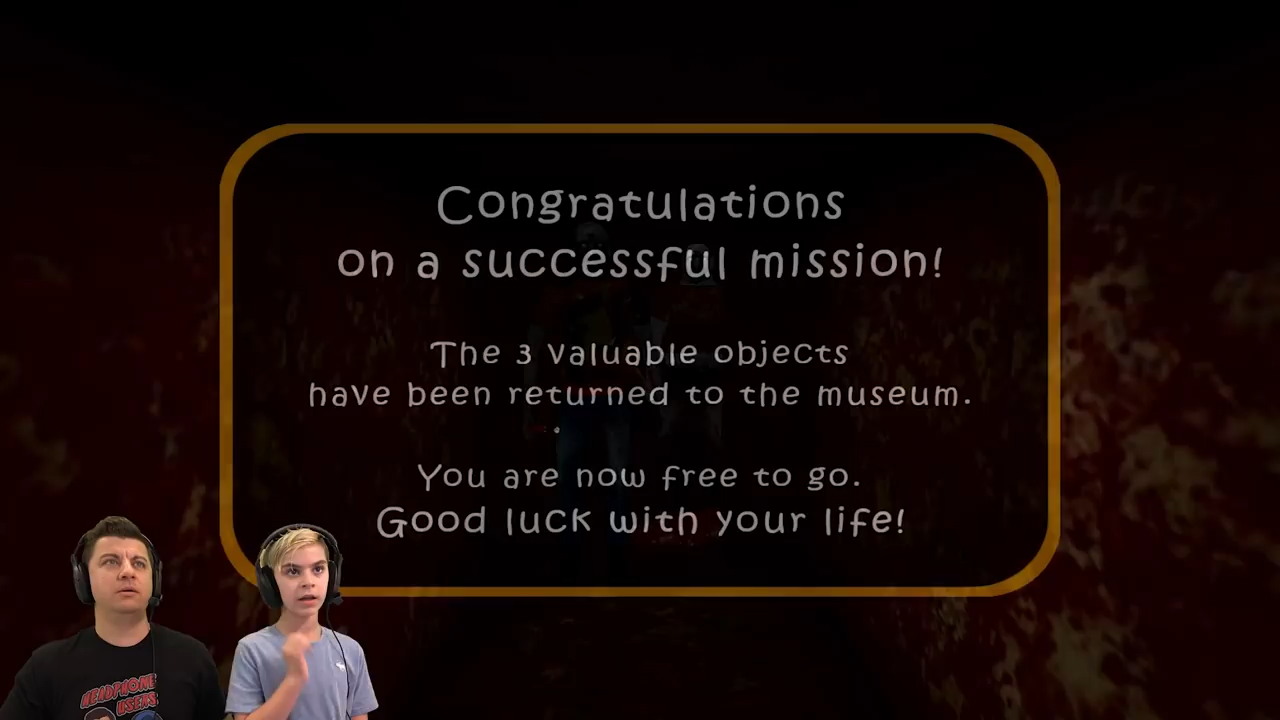 Congratulations
on a successful mission!
The 3 valuable objects
have been returned to the museum.
You are now free to go.
Good luck with your life!
HEADPHONE
USERS